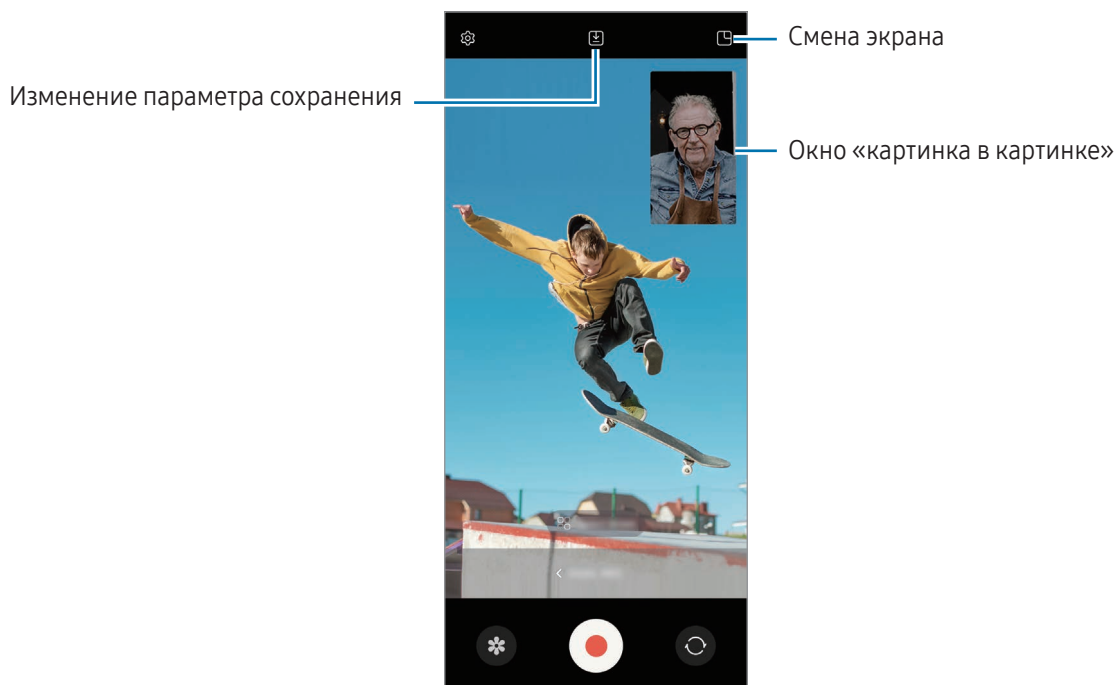 Смена экрана
Изменение параметра сохранения
Окно «картинка в картинке»